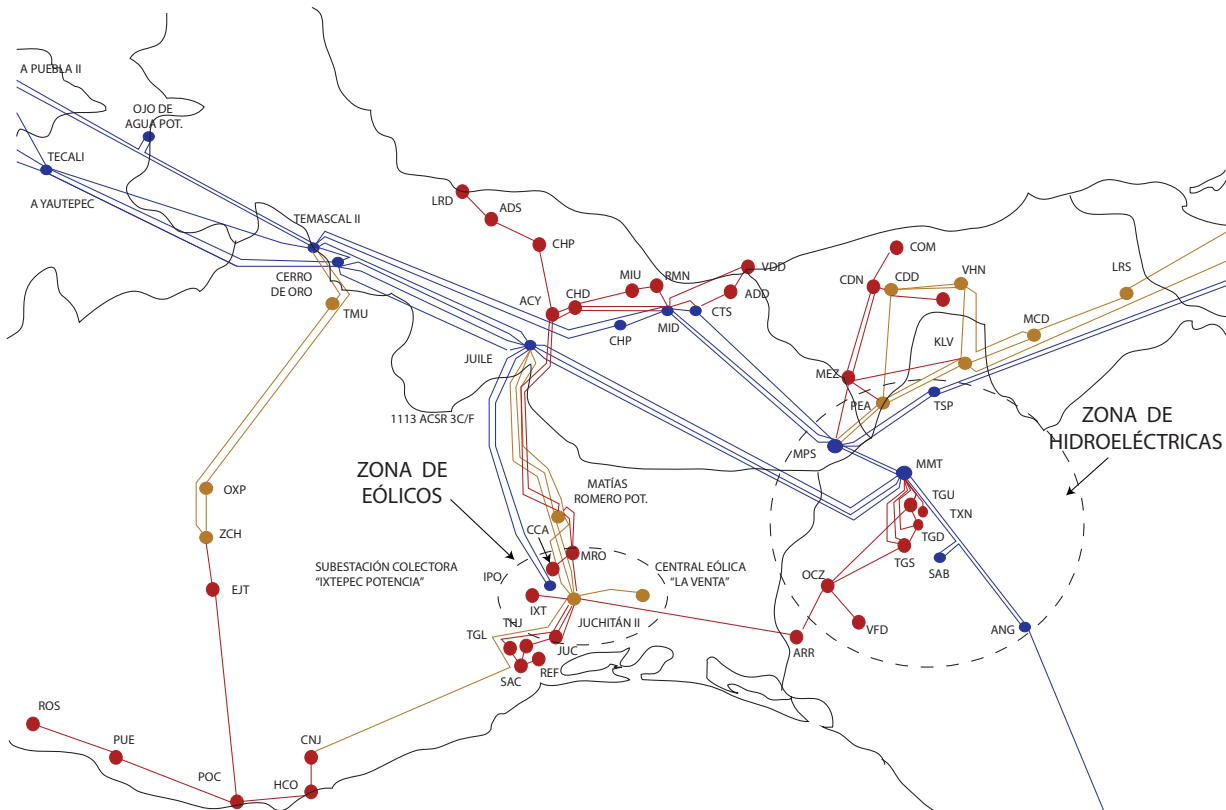 A PUEBLA II
OJO DE
AGUA POT.
TECALI
A YAUTEPEC
TEMASCAL II
CERRO
DE ORO
TMU
LRD
ADS
CHP
ACY
CHD
MIU
RMN
VDD
ADD
MID
CTS
CHP
JUILE
COM
CDN
CDD
VHN
LRS
MCD
KLV
MEZ
PEA
TSP
1113 ACSR 3C/F
ZONA DE
HIDROELÉCTRICAS
MPS
MMT
ZONA DE
EÓLICOS
MATÍAS
ROMERO POT.
TGU
TXN
TGD
TGS
SAB
OXP
ZCH
CCA
MRO
SUBESTACIÓN COLECTORA
"IXTEPEC POTENCIA"
IPO
CENTRAL EÓLICA
"LA VENTA"
OCZ
EJT
IXT
JUCHITÁN II
THJ
TGL
JUC
REF
SAC
VFD
ARR
ANG
ROS
PUE
CNJ
POC
HCO